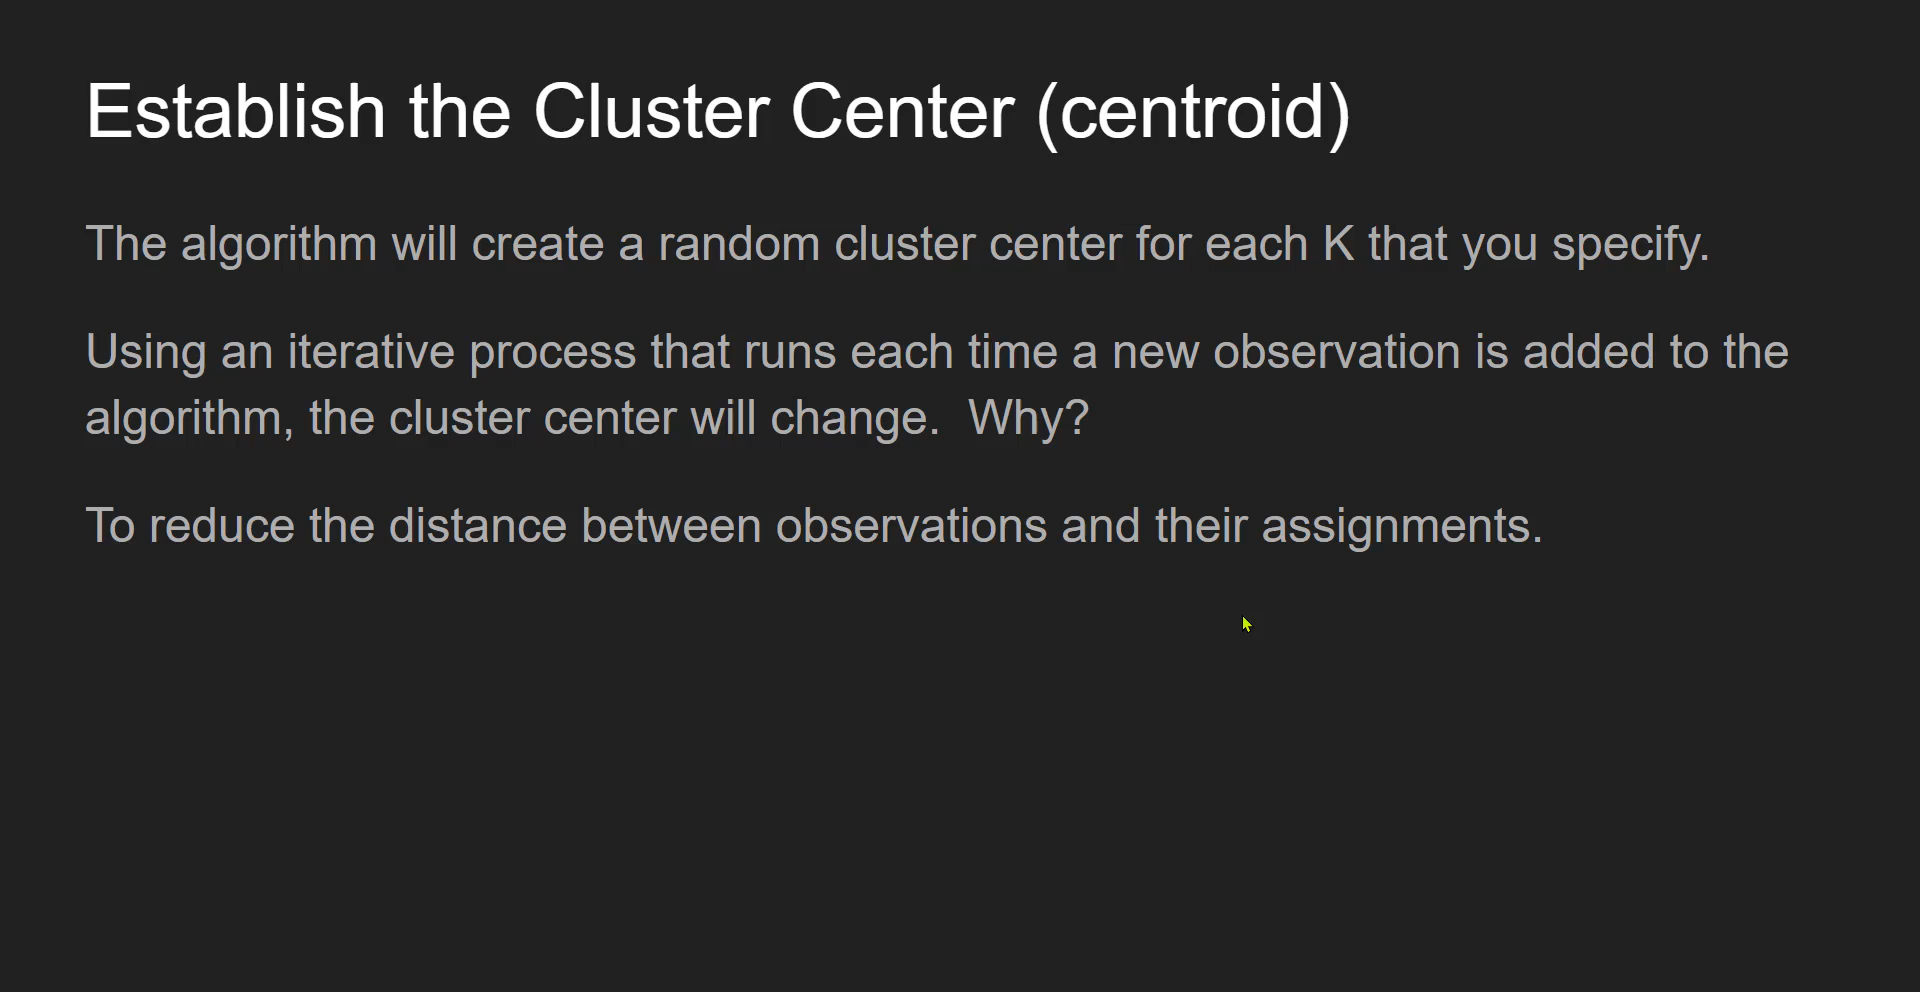 Establish the Cluster Center (centroid)
The algorithm will create a random cluster center for each K that you specify.
Using an iterative process that runs each time a new observation is added to the
algorithm, the cluster center will change.  Why?
To reduce the distance between observations and their assignments.